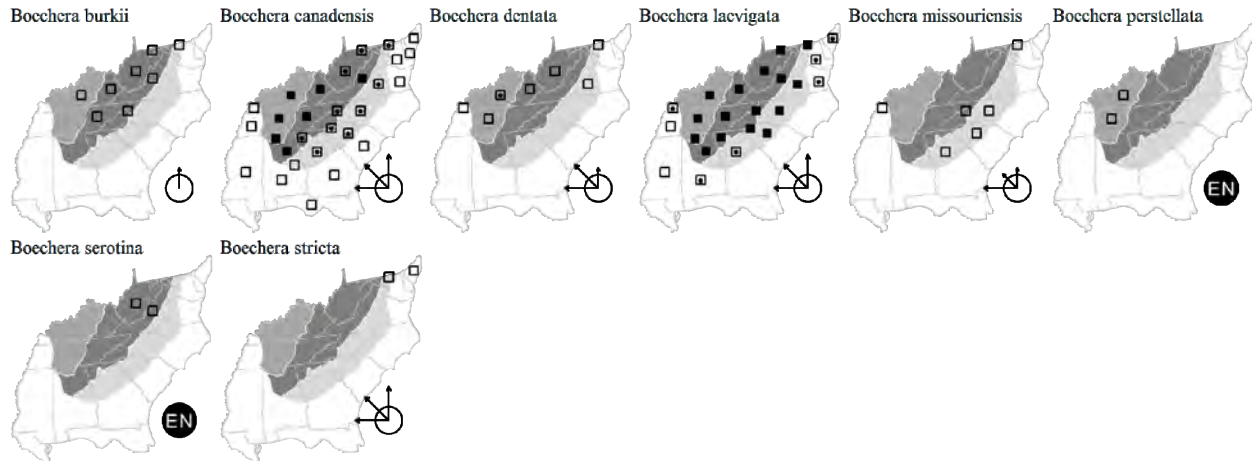 Boechera burkii
Boechera canadensis
Boechera dentata
Boechera laevigata
Boechera missouriensis
Boechera perstellata
EN
Boechera serotina
Boechera stricta
EN